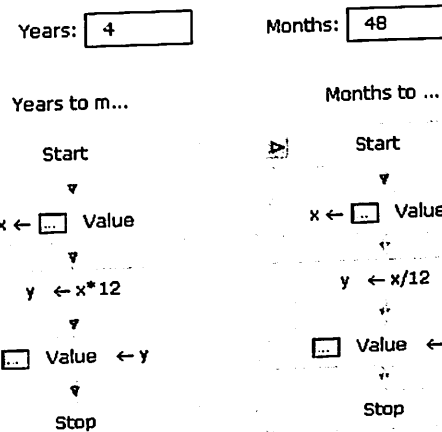 Years: 4
Months: 48
Years to m...
Months to ...
Start
Start
x ← ... Value
x ← .. Value
y ← x*12
y ← x/12
... Value ← y
... Value ←
Stop
Stop